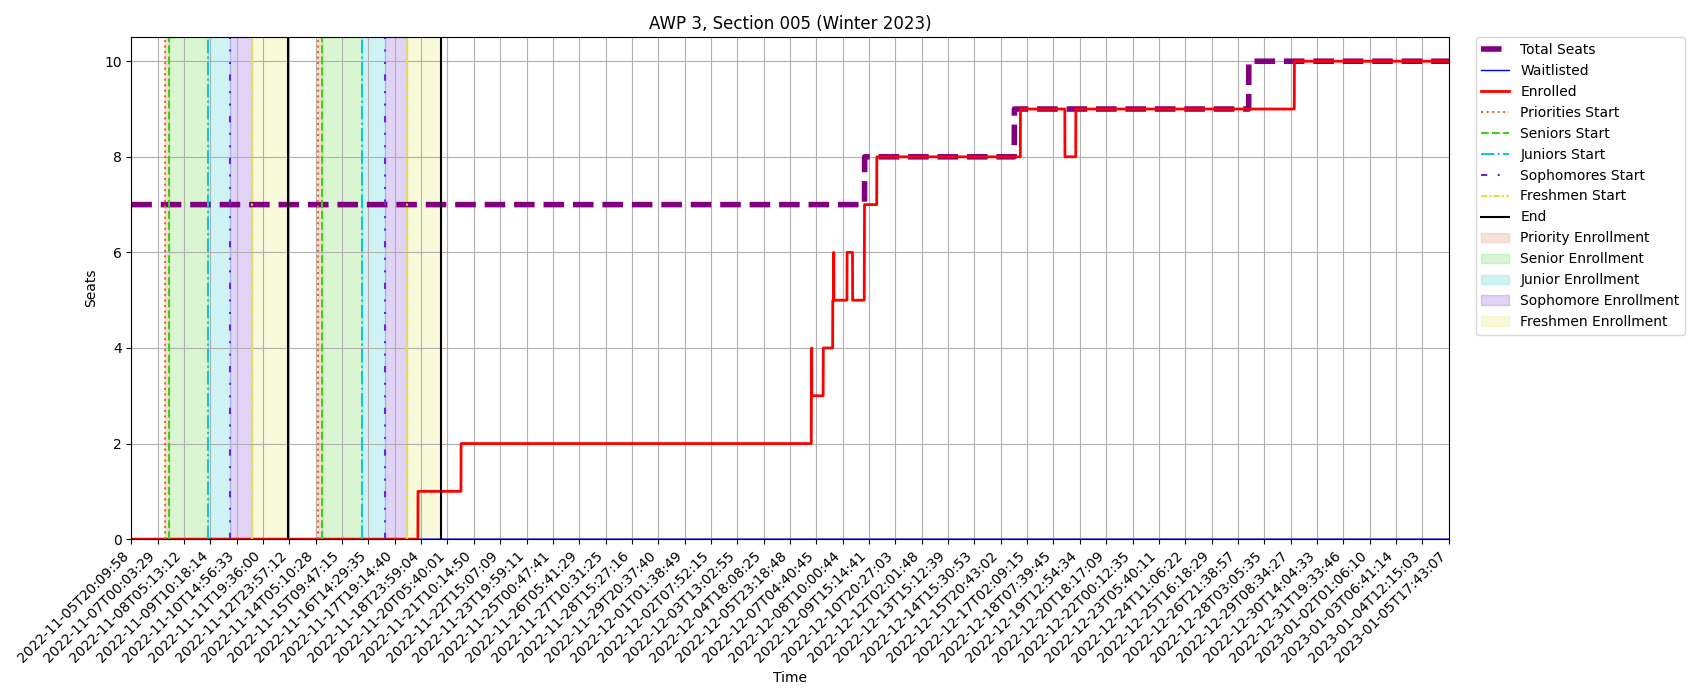 AWP 3, Section 005 (Winter 2023)
10
8
6
4
2
0
Seats
2022-11-05T20:09:58
2022-11-07T00:03:29
2022-11-08T05:13:12
2022-11-09T10:18:14
2022-11-10T14:56:33
2022-11-11T19:36:00
2022-11-12T23:57:12
2022-11-14T05:10:28
2022-11-15T09:47:15
2022-11-16T14:29:35
2022-11-17T19:14:40
2022-11-18T23:59:04
2022-11-20T05:40:01
2022-11-21T10:14:50
2022-11-22T15:07:09
2022-11-23T19:59:11
2022-11-25T00:47:41
2022-11-26T05:41:29
2022-11-27T10:31:25
2022-11-28T15:27:16
2022-11-29T20:37:40
2022-12-01T01:38:49
2022-12-02T07:52:15
2022-12-03T13:02:55
2022-12-04T18:08:25
2022-12-05T23:18:48
2022-12-07T04:40:45
2022-12-08T10:00:44
2022-12-09T15:14:41
2022-12-10T20:27:03
2022-12-12T02:01:48
2022-12-13T15:12:39
2022-12-14T15:30:53
2022-12-15T20:43:02
2022-12-17T02:09:15
2022-12-18T07:39:45
2022-12-19T12:54:34
2022-12-20T18:17:09
2022-12-22T00:12:35
2022-12-23T05:40:11
2022-12-24T11:06:22
2022-12-25T16:18:29
2022-12-26T21:38:57
2022-12-28T03:05:35
2022-12-29T08:34:27
2022-12-30T14:04:33
2022-12-31T19:33:46
2023-01-02T01:06:10
2023-01-03T06:41:14
2023-01-04T12:15:03
2023-01-05T17:43:07
Time
Total Seats
Waitlisted
Enrolled
Priorities Start
Seniors Start
Juniors Start
Sophomores Start
Freshmen Start
End
Priority Enrollment
Senior Enrollment
Junior Enrollment
Sophomore Enrollment
Freshmen Enrollment